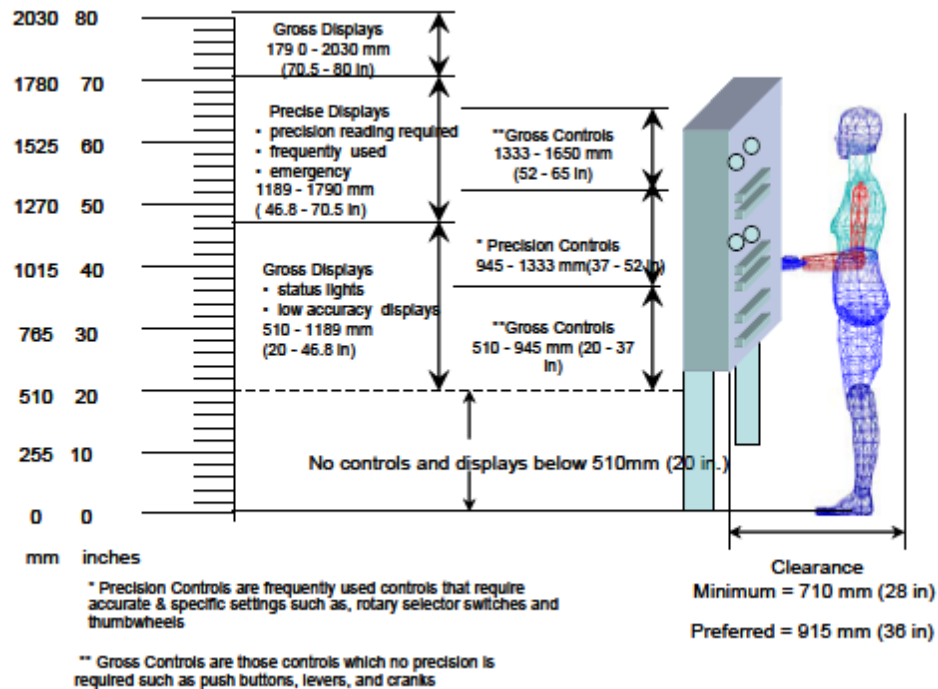 2030 80
1780 70
1525 60
1270 50
1015 40
765 30
510 20
255 10
0 0
mm inches
Gross Displays
179 0 - 2030 mm
(70.5 - 80 in)
Precise Displays
• precision reading required
• frequently used
• emergency
1189 - 1790 mm
( 46.8 - 70.5 in)
Gross Displays
• status lights
• low accuracy displays
510 - 1189 mm
(20 - 46.8 in)
**Gross Controls
1333 - 1650 mm
(52 - 65 in)
* Precision Controls
945 - 1333 mm(37 - 52 in)
**Gross Controls
510 - 945 mm (20 - 37
in)
No controls and displays below 510mm (20 in.)
Clearance
Minimum = 710 mm (28 in)
Preferred = 915 mm (36 in)
* Precision Controls are frequently used controls that require
accurate & specific settings such as, rotary selector switches and
thumbwheels
** Gross Controls are those controls which no precision is
required such as push buttons, levers, and cranks